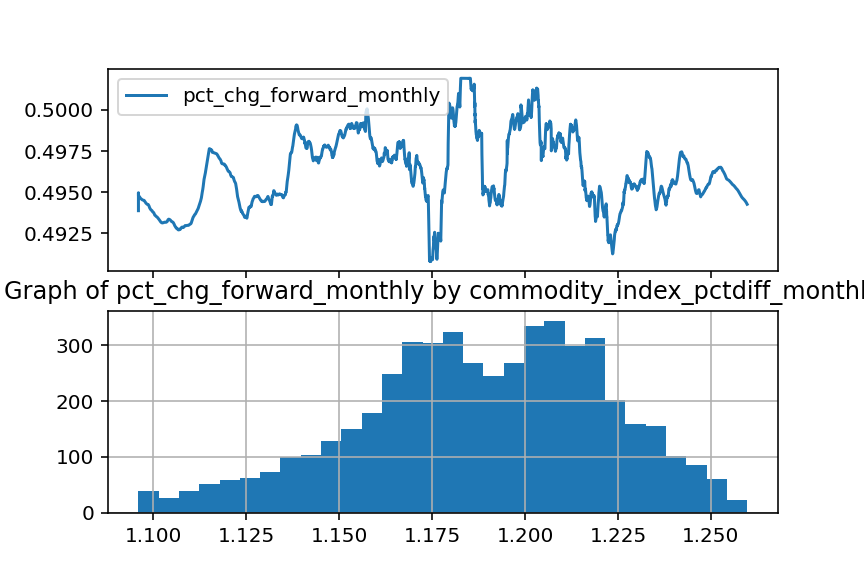 pct_chg_forward_monthly
0.5000
0.4975
0.4950
0.4925
Graph of pct_chg_forward_monthly by commodity_index_pctdiff_monthl
300
200
100
0
1.100 1.125 1.150 1.175 1.200 1.225 1.250